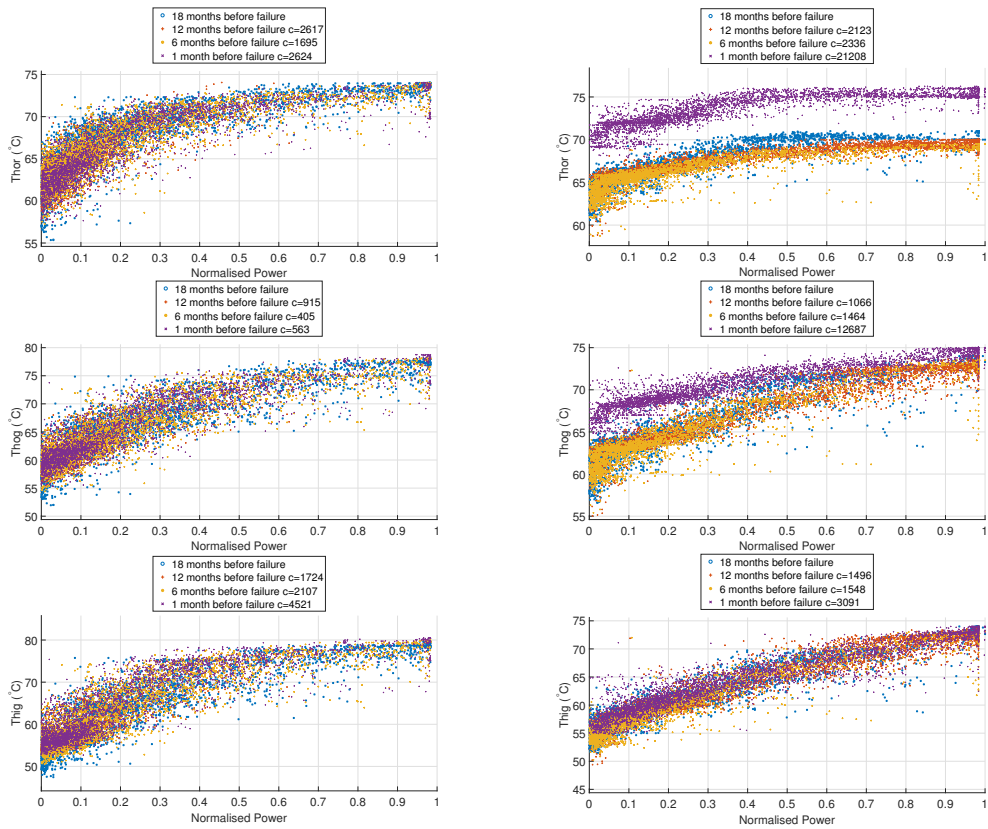 18 months before failure
12 months before failure c=2617
6 months before failure c=1695
1 month before failure c=2624
75
70
65
60
55
Thor (°C)
0 0.1 0.2 0.3 0.4 0.5 0.6 0.7 0.8 0.9 1
Normalised Power
18 months before failure
12 months before failure c=2123
6 months before failure c=2336
1 month before failure c=21208
75
70
65
60
Thor (°C)
0 0.1 0.2 0.3 0.4 0.5 0.6 0.7 0.8 0.9 1
Normalised Power
18 months before failure
12 months before failure c=915
6 months before failure c=405
1 month before failure c=563
80
75
70
65
60
55
50
Thog (°C)
0 0.1 0.2 0.3 0.4 0.5 0.6 0.7 0.8 0.9 1
Normalised Power
18 months before failure
12 months before failure c=1066
6 months before failure c=1464
1 month before failure c=12687
75
70
65
60
55
Thog (°C)
0 0.1 0.2 0.3 0.4 0.5 0.6 0.7 0.8 0.9 1
Normalised Power
18 months before failure
12 months before failure c=1724
6 months before failure c=2107
1 month before failure c=4521
80
70
60
50
Thig (°C)
0 0.1 0.2 0.3 0.4 0.5 0.6 0.7 0.8 0.9 1
Normalised Power
18 months before failure
12 months before failure c=1496
6 months before failure c=1548
1 month before failure c=3091
75
70
65
60
55
50
45
Thig (°C)
0 0.1 0.2 0.3 0.4 0.5 0.6 0.7 0.8 0.9 1
Normalised Power